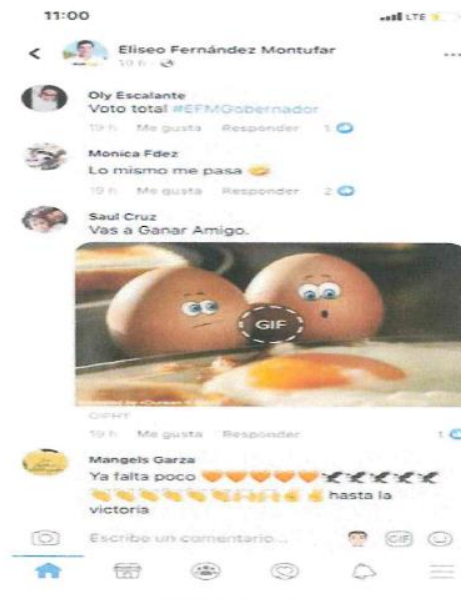 11:00
LTE
Eliseo Fernández Montufar
19 h
Oly Escalante
Voto total #EFMGobernador
19 h Me gusta Responder 1
Monica Fdez
Lo mismo me pasa
19 h Me gusta Responder 2
Saul Cruz
Vas a Ganar Amigo.
GIF
GIPHY
19 h Me gusta Responder 1
Mangels Garza
Ya falta poco
hasta la
victoria
Escribe un comentario...
GIF